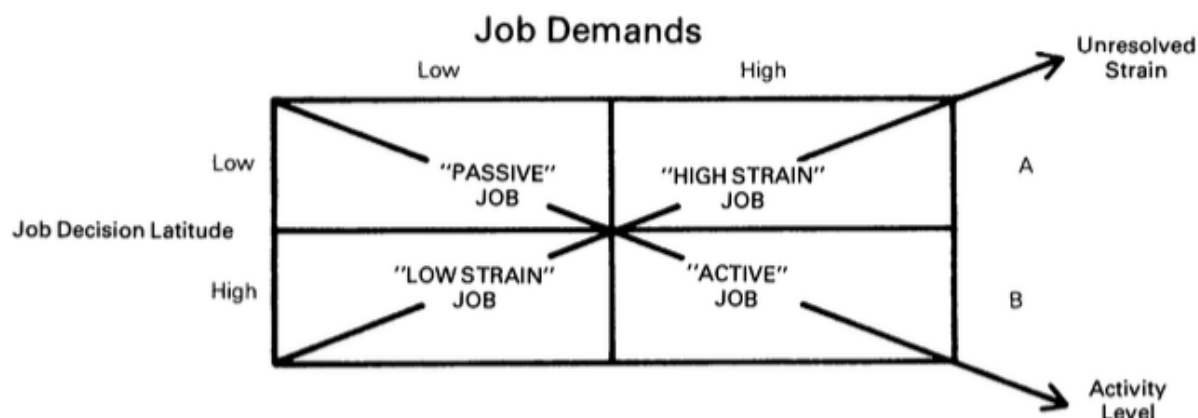 Job Demands
Low
High
Unresolved
Strain
Low
"PASSIVE"
JOB
"HIGH STRAIN"
JOB
A
Job Decision Latitude
High
"LOW STRAIN"
JOB
"ACTIVE"
JOB
B
Activity
Level